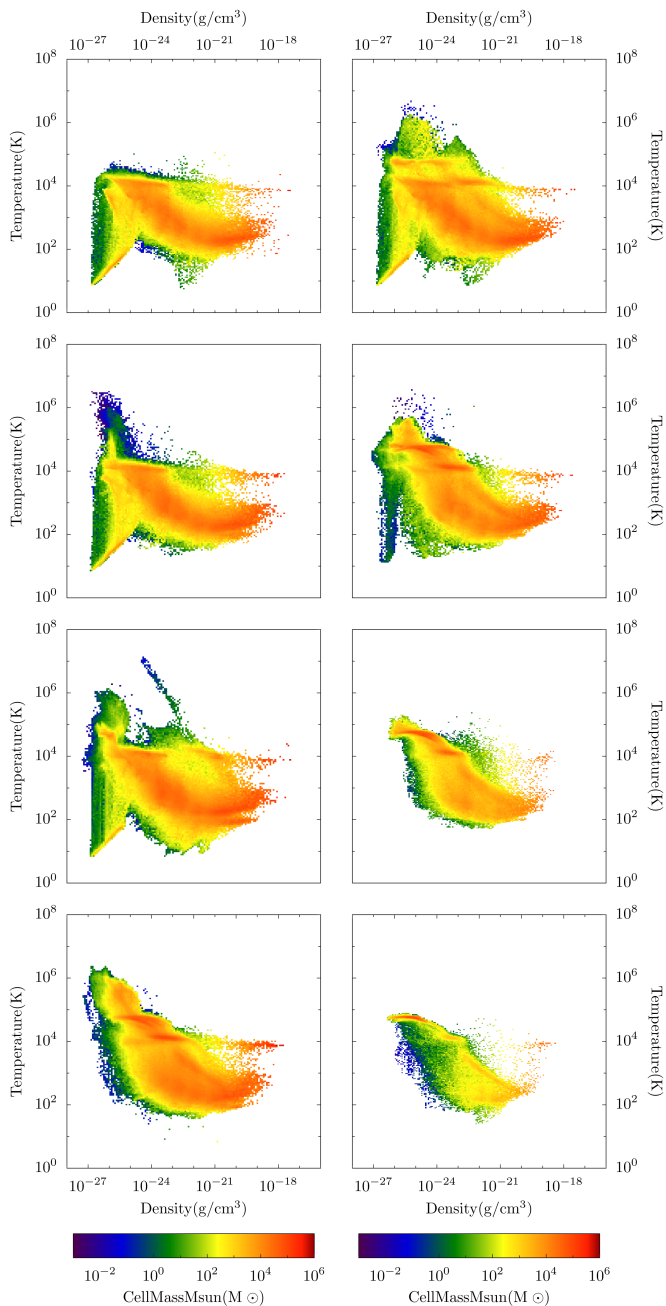 Density(g/cm³) Density(g/cm³)
10⁻²⁷ 10⁻²⁴ 10⁻²¹ 10⁻¹⁸ 10⁻²⁷ 10⁻²⁴ 10⁻²¹ 10⁻¹⁸
10⁸ 10⁸
10⁶ 10⁶
Temperature(K) Temperature(K)
10⁴ 10⁴
10² 10²
10⁰ 10⁰
10⁸ 10⁸
10⁶ 10⁶
Temperature(K) Temperature(K)
10⁴ 10⁴
10² 10²
10⁰ 10⁰
10⁸ 10⁸
10⁶ 10⁶
Temperature(K) Temperature(K)
10⁴ 10⁴
10² 10²
10⁰ 10⁰
10⁸ 10⁸
10⁶ 10⁶
Temperature(K) Temperature(K)
10⁴ 10⁴
10² 10²
10⁰ 10⁰
10⁻²⁷ 10⁻²⁴ 10⁻²¹ 10⁻¹⁸ 10⁻²⁷ 10⁻²⁴ 10⁻²¹ 10⁻¹⁸
Density(g/cm³) Density(g/cm³)
10⁻² 10⁰ 10² 10⁴ 10⁶ 10⁻² 10⁰ 10² 10⁴ 10⁶
CellMassMsun(M ⊙) CellMassMsun(M ⊙)